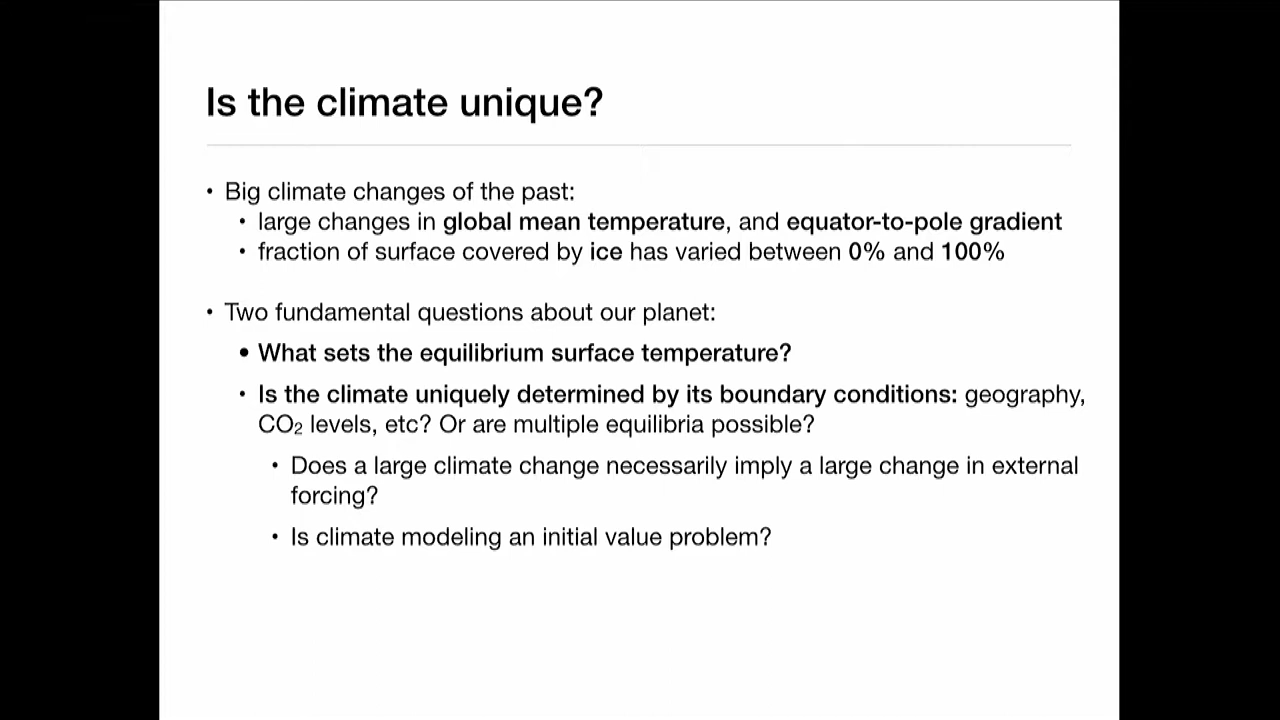 Is the climate unique?
• Big climate changes of the past:
• large changes in global mean temperature, and equator-to-pole gradient
• fraction of surface covered by ice has varied between 0% and 100%
• Two fundamental questions about our planet:
• What sets the equilibrium surface temperature?
• Is the climate uniquely determined by its boundary conditions: geography,
CO₂ levels, etc? Or are multiple equilibria possible?
• Does a large climate change necessarily imply a large change in external
forcing?
• Is climate modeling an initial value problem?